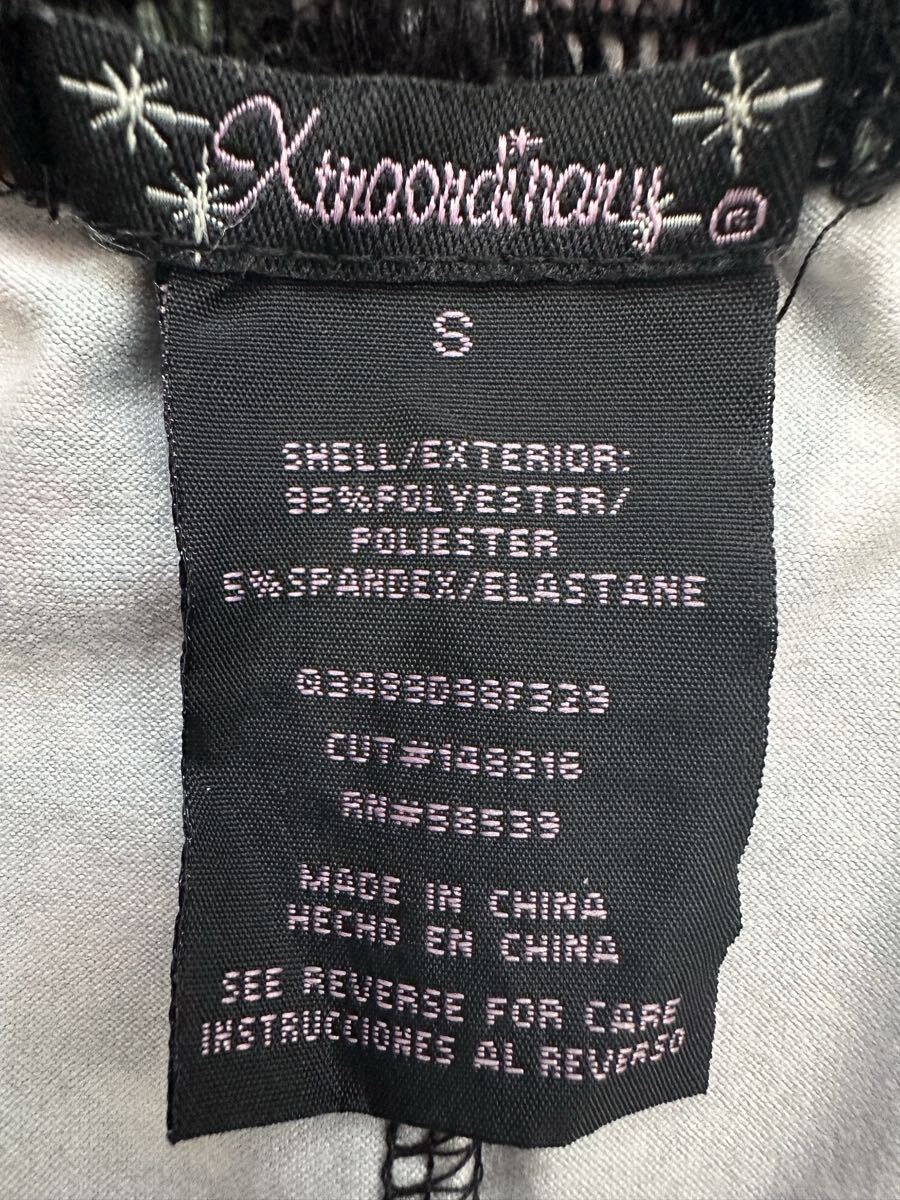 Xtraordinary ®
S
SHELL/EXTERIOR:
95%POLYESTER/
POLIESTER
5%SPANDEX/ELASTANE
CUT#148816
RN#58539
MADE IN CHINA
HECHO EN CHINA
SEE REVERSE FOR CARE
INSTRUCCIONES AL REVERSO